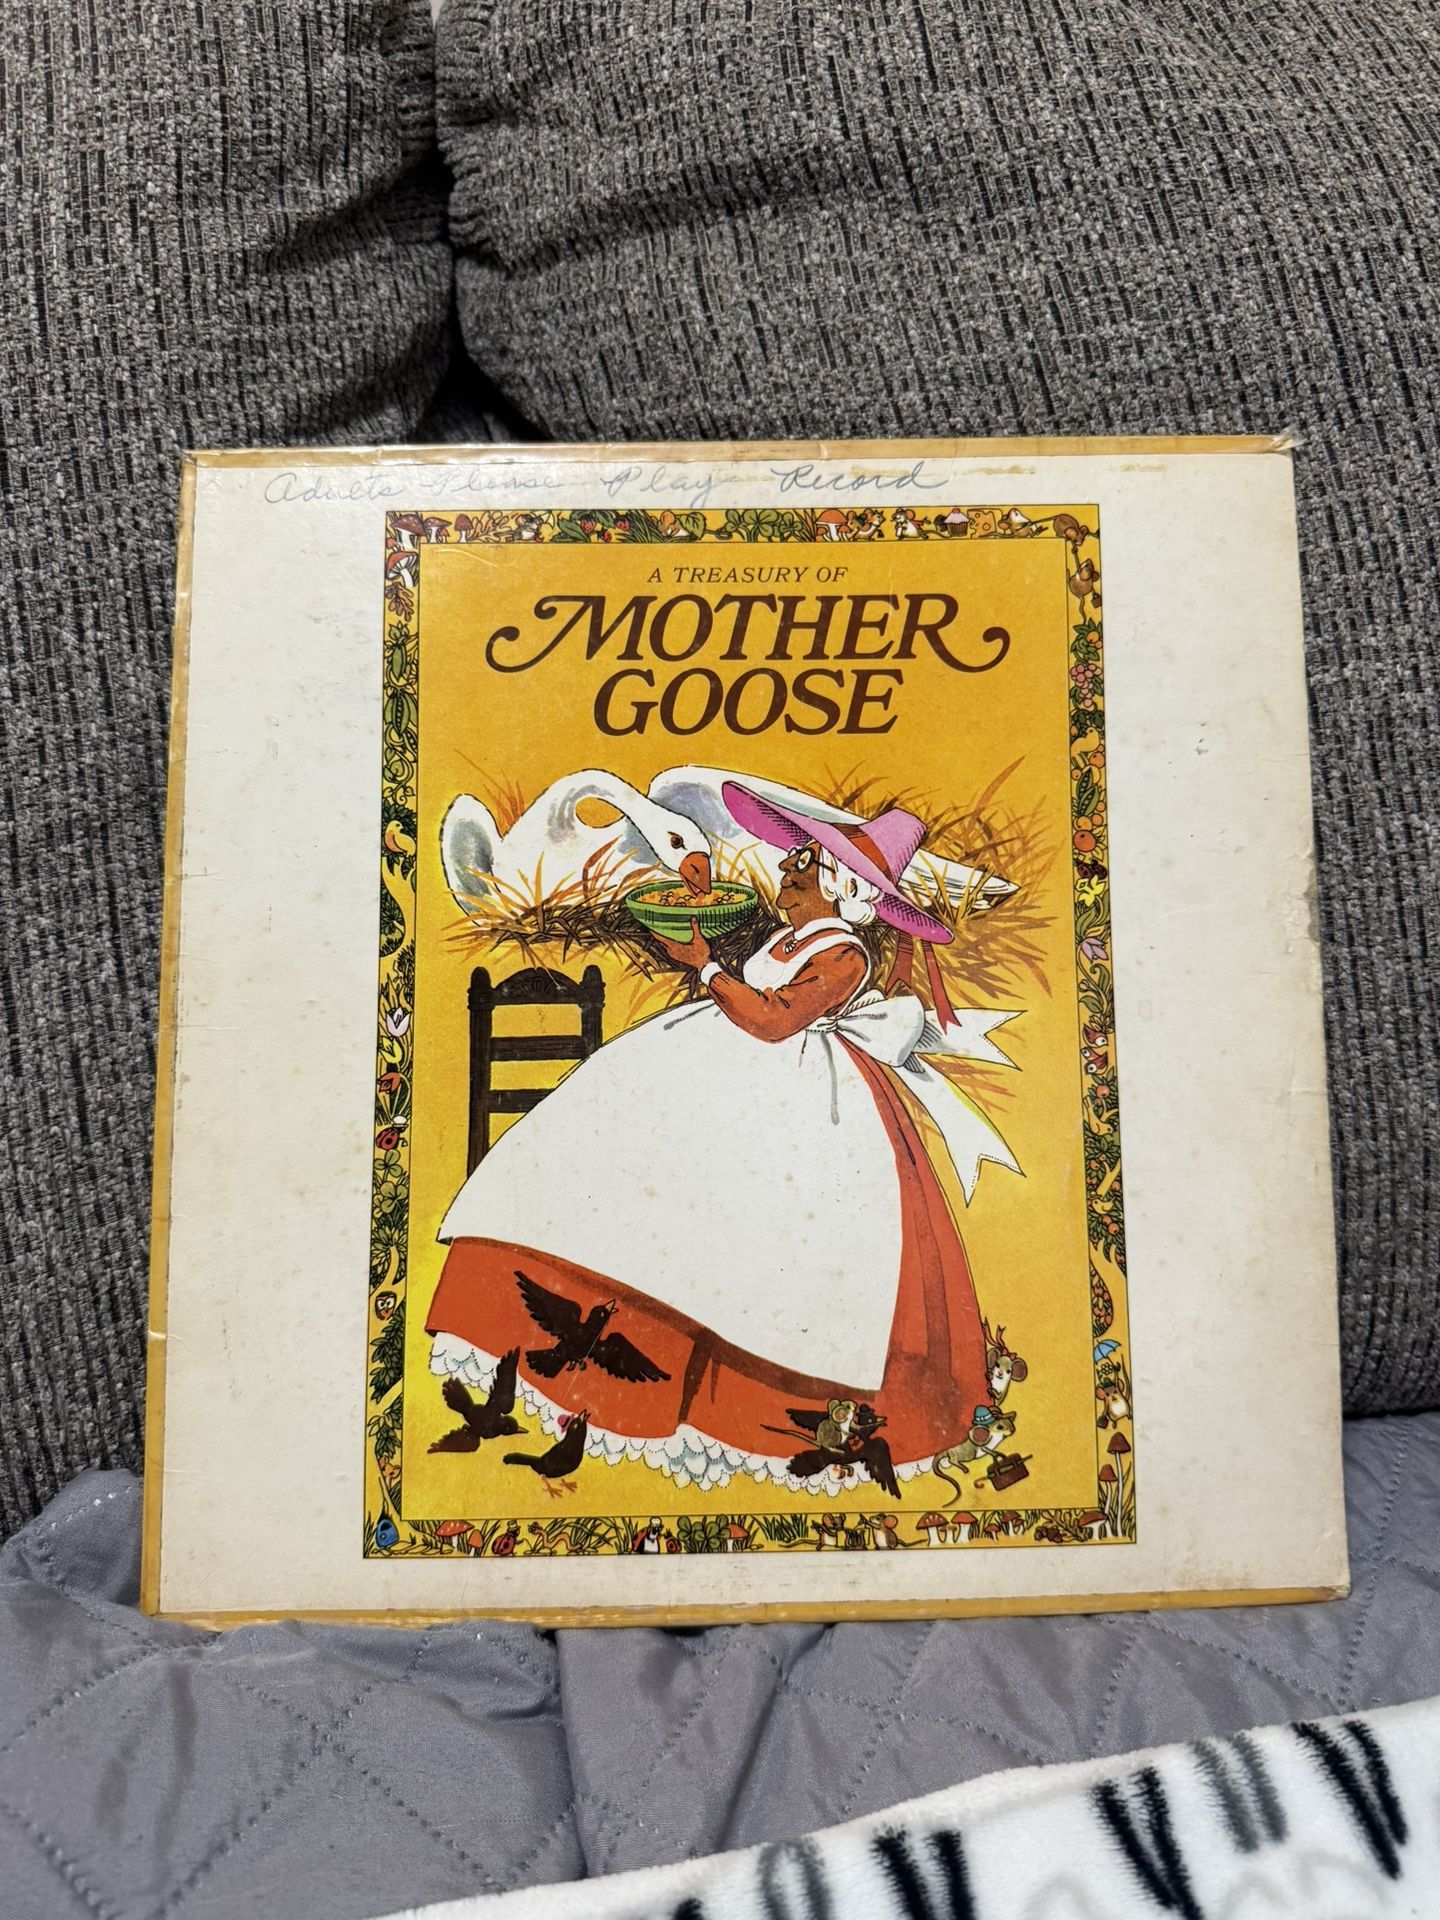 Adults Please Play Record
A TREASURY OF
MOTHER
GOOSE